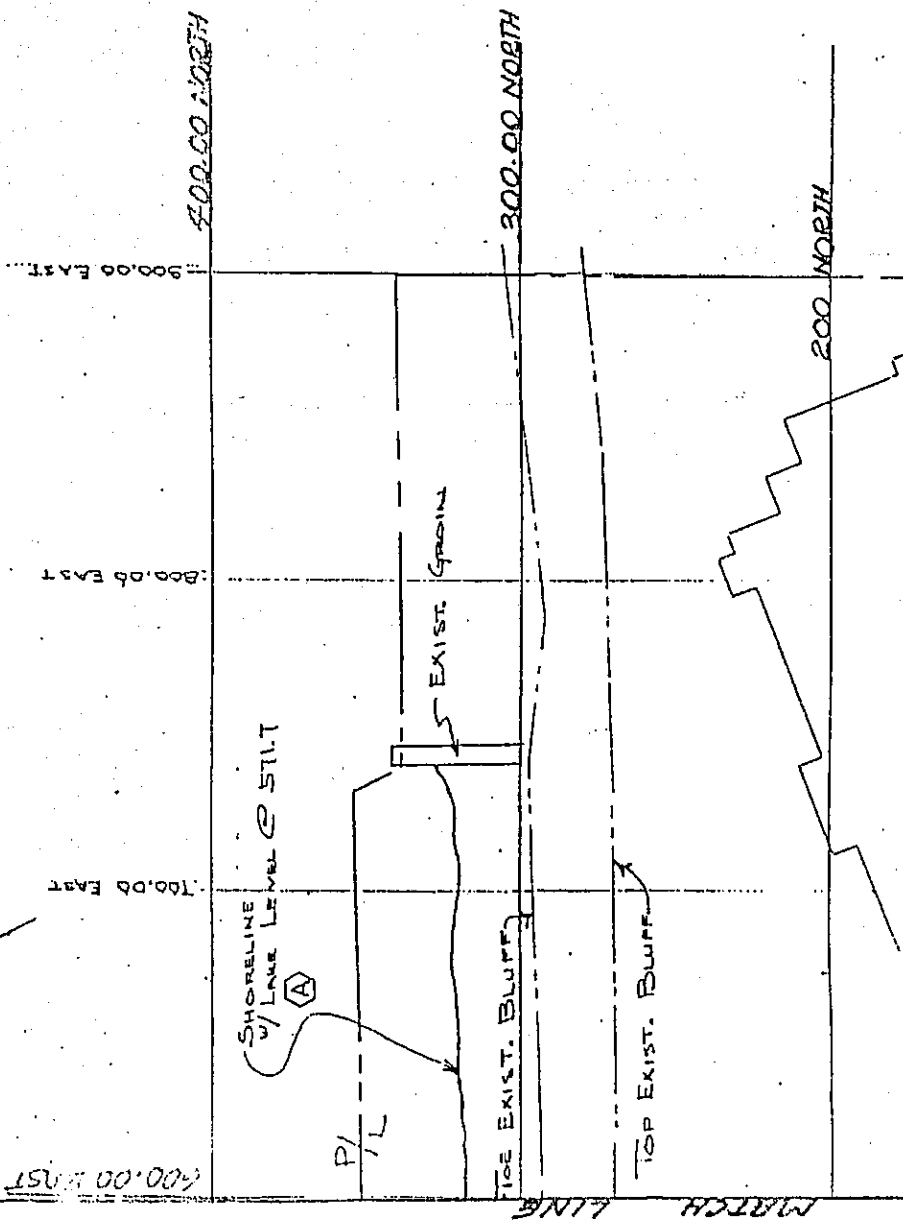 400.00 NORTH
300.00 NORTH
200 NORTH
900.00 EAST
800.00 EAST
700.00 EAST
600.00 EAST
EXIST. GROIN
SHORELINE
w/ LAKE LEVEL @ 571.7
A
P/L
TOE EXIST. BLUFF
TOP EXIST. BLUFF
MATCH LINE